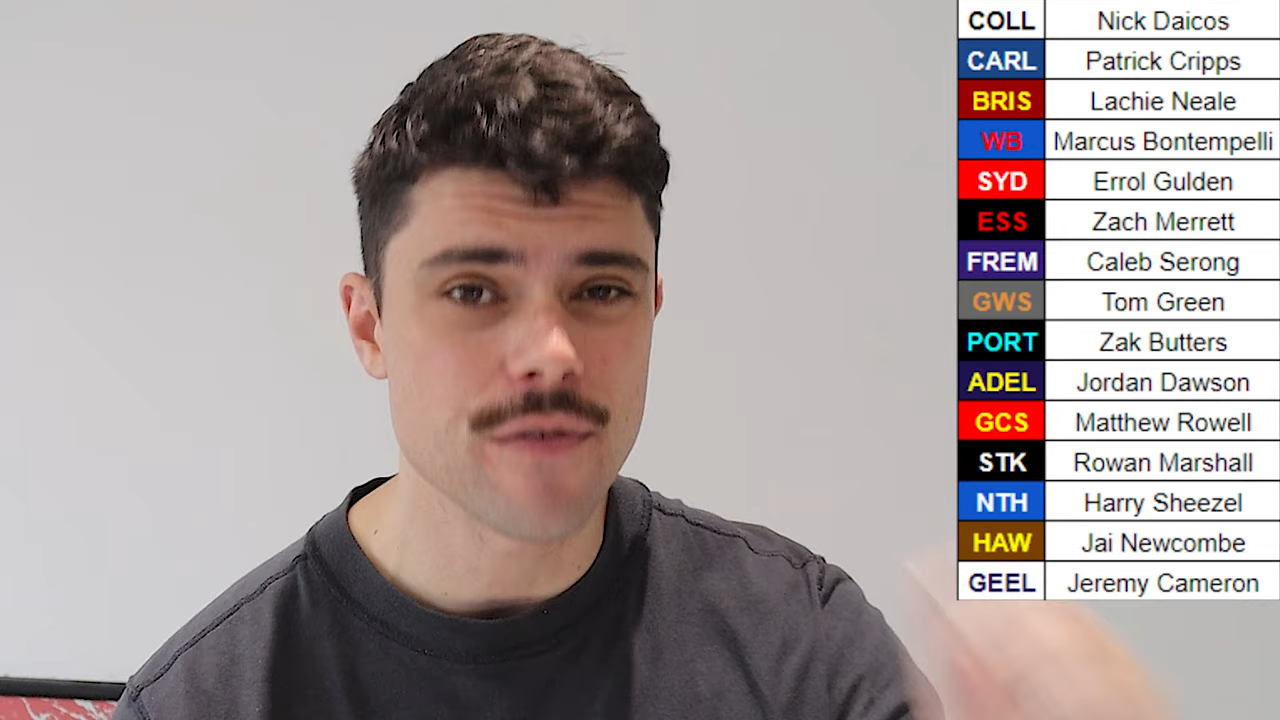 COLL Nick Daicos
CARL Patrick Cripps
BRIS Lachie Neale
WB Marcus Bontempelli
SYD Errol Gulden
ESS Zach Merrett
FREM Caleb Serong
GWS Tom Green
PORT Zak Butters
ADEL Jordan Dawson
GCS Matthew Rowell
STK Rowan Marshall
NTH Harry Sheezel
HAW Jai Newcombe
GEEL Jeremy Cameron